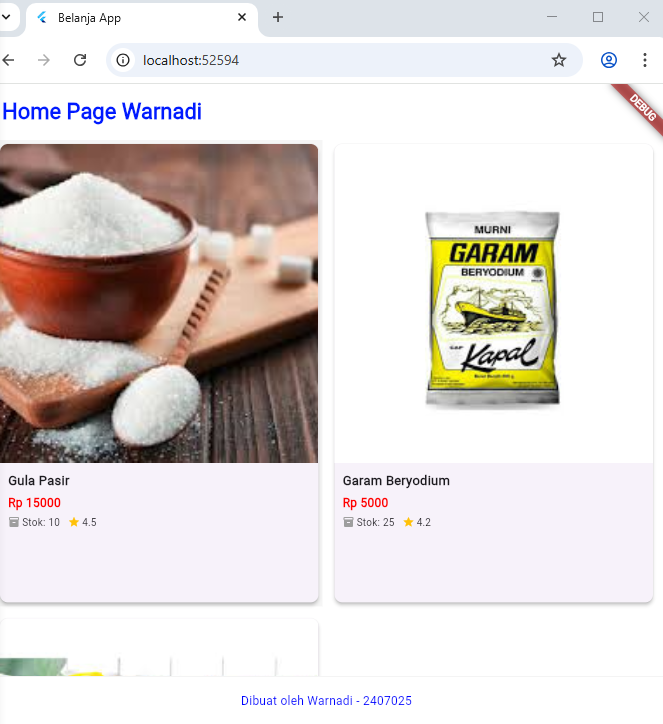 Belanja App
localhost:52594
DEBUG
Home Page Warnadi
MURNI
GARAM
BERYODIUM
CAP
Kapal
Gula Pasir
Rp 15000
Stok: 10 4.5
Garam Beryodium
Rp 5000
Stok: 25 4.2
Dibuat oleh Warnadi - 2407025